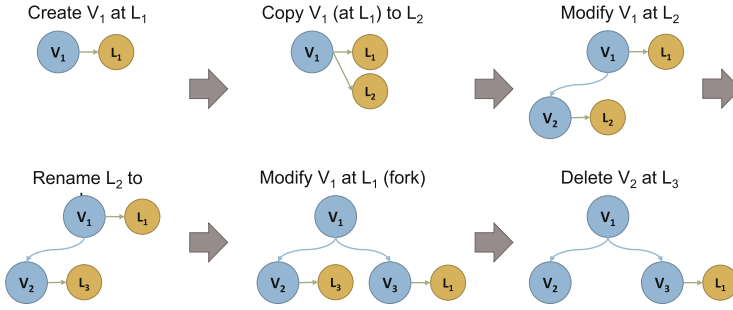 Create V₁ at L₁
V₁ L₁
Copy V₁ (at L₁) to L₂
V₁ L₁
L₂
Modify V₁ at L₂
V₁ L₁
V₂ L₂
Rename L₂ to
V₁ L₁
V₂ L₃
Modify V₁ at L₁ (fork)
V₁
V₂ L₃ V₃ L₁
Delete V₂ at L₃
V₁
V₂ V₃ L₁